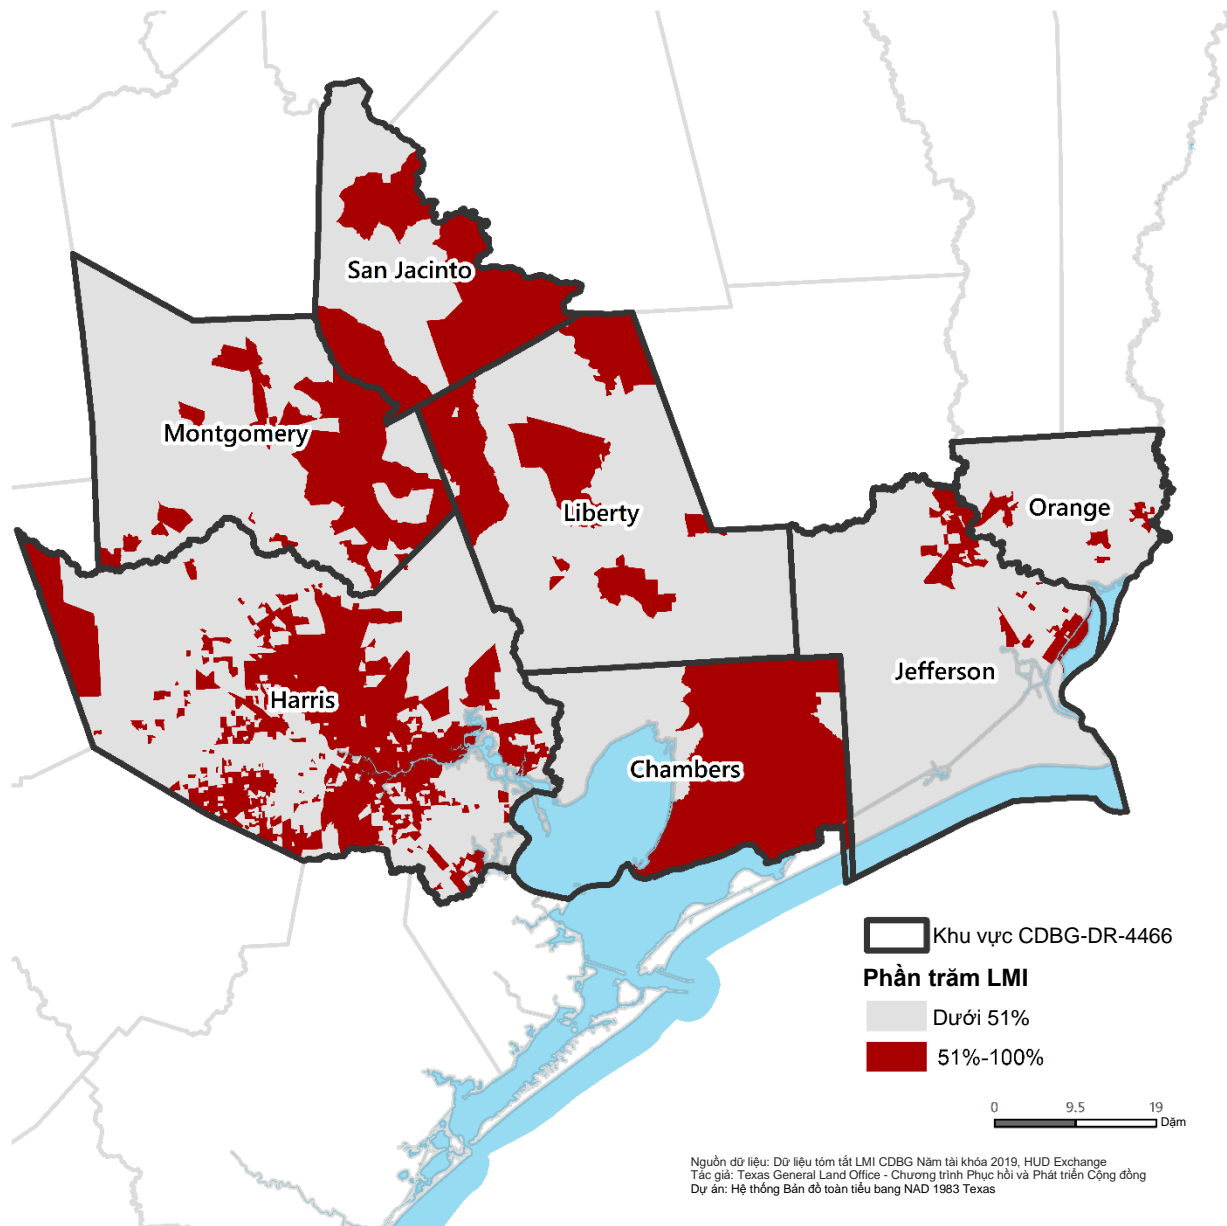 San Jacinto
Montgomery
Liberty
Orange
Harris
Jefferson
Chambers
Khu vực CDBG-DR-4466
Phần trăm LMI
Dưới 51%
51%-100%
0 9.5 19
Dặm
Nguồn dữ liệu: Dữ liệu tóm tắt LMI CDBG Năm tài khóa 2019, HUD Exchange
Tác giả: Texas General Land Office - Chương trình Phục hồi và Phát triển Cộng đồng
Dự án: Hệ thống Bản đồ toàn tiểu bang NAD 1983 Texas